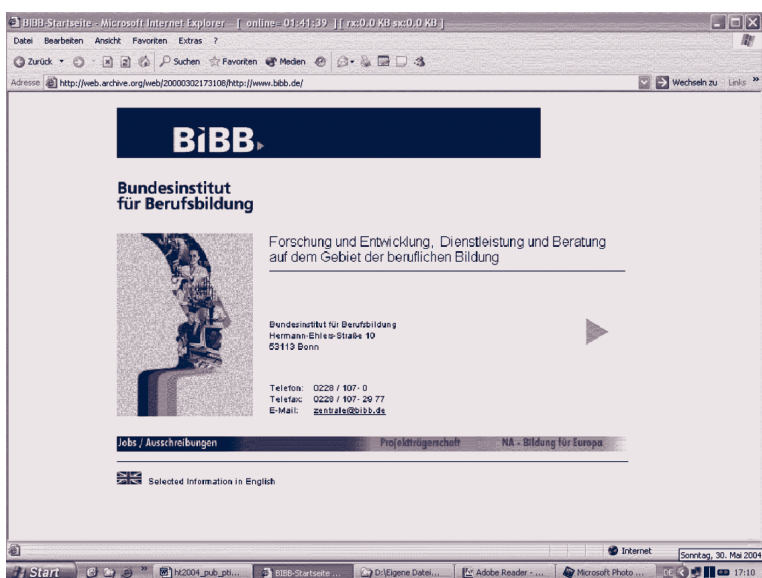 BIBB-Startseite - Microsoft Internet Explorer - [ online=01:41:39 ][ rx:0.0 KB sx:0.0 KB ]
Datei Bearbeiten Ansicht Favoriten Extras ?
Zurück Suchen Favoriten Medien
Adresse http://web.archive.org/web/20000302173108/http://www.bibb.de/ Wechseln zu Links »
BiBB
Bundesinstitut
für Berufsbildung
Forschung und Entwicklung, Dienstleistung und Beratung
auf dem Gebiet der beruflichen Bildung
Bundesinstitut für Berufsbildung
Hermann-Ehlers-Straße 10
53113 Bonn
Telefon: 0228 / 107- 0
Telefax: 0228 / 107- 29 77
E-Mail: zentrale@bibb.de
Jobs / Ausschreibungen Projektträgerschaft NA - Bildung für Europa
Selected Information in English
Internet
Sonntag, 30. Mai 2004
Start » ht2004_pub_pti... BIBB-Startseite ... D:\Eigene Datei... Adobe Reader - ... Microsoft Photo ... DE 17:10